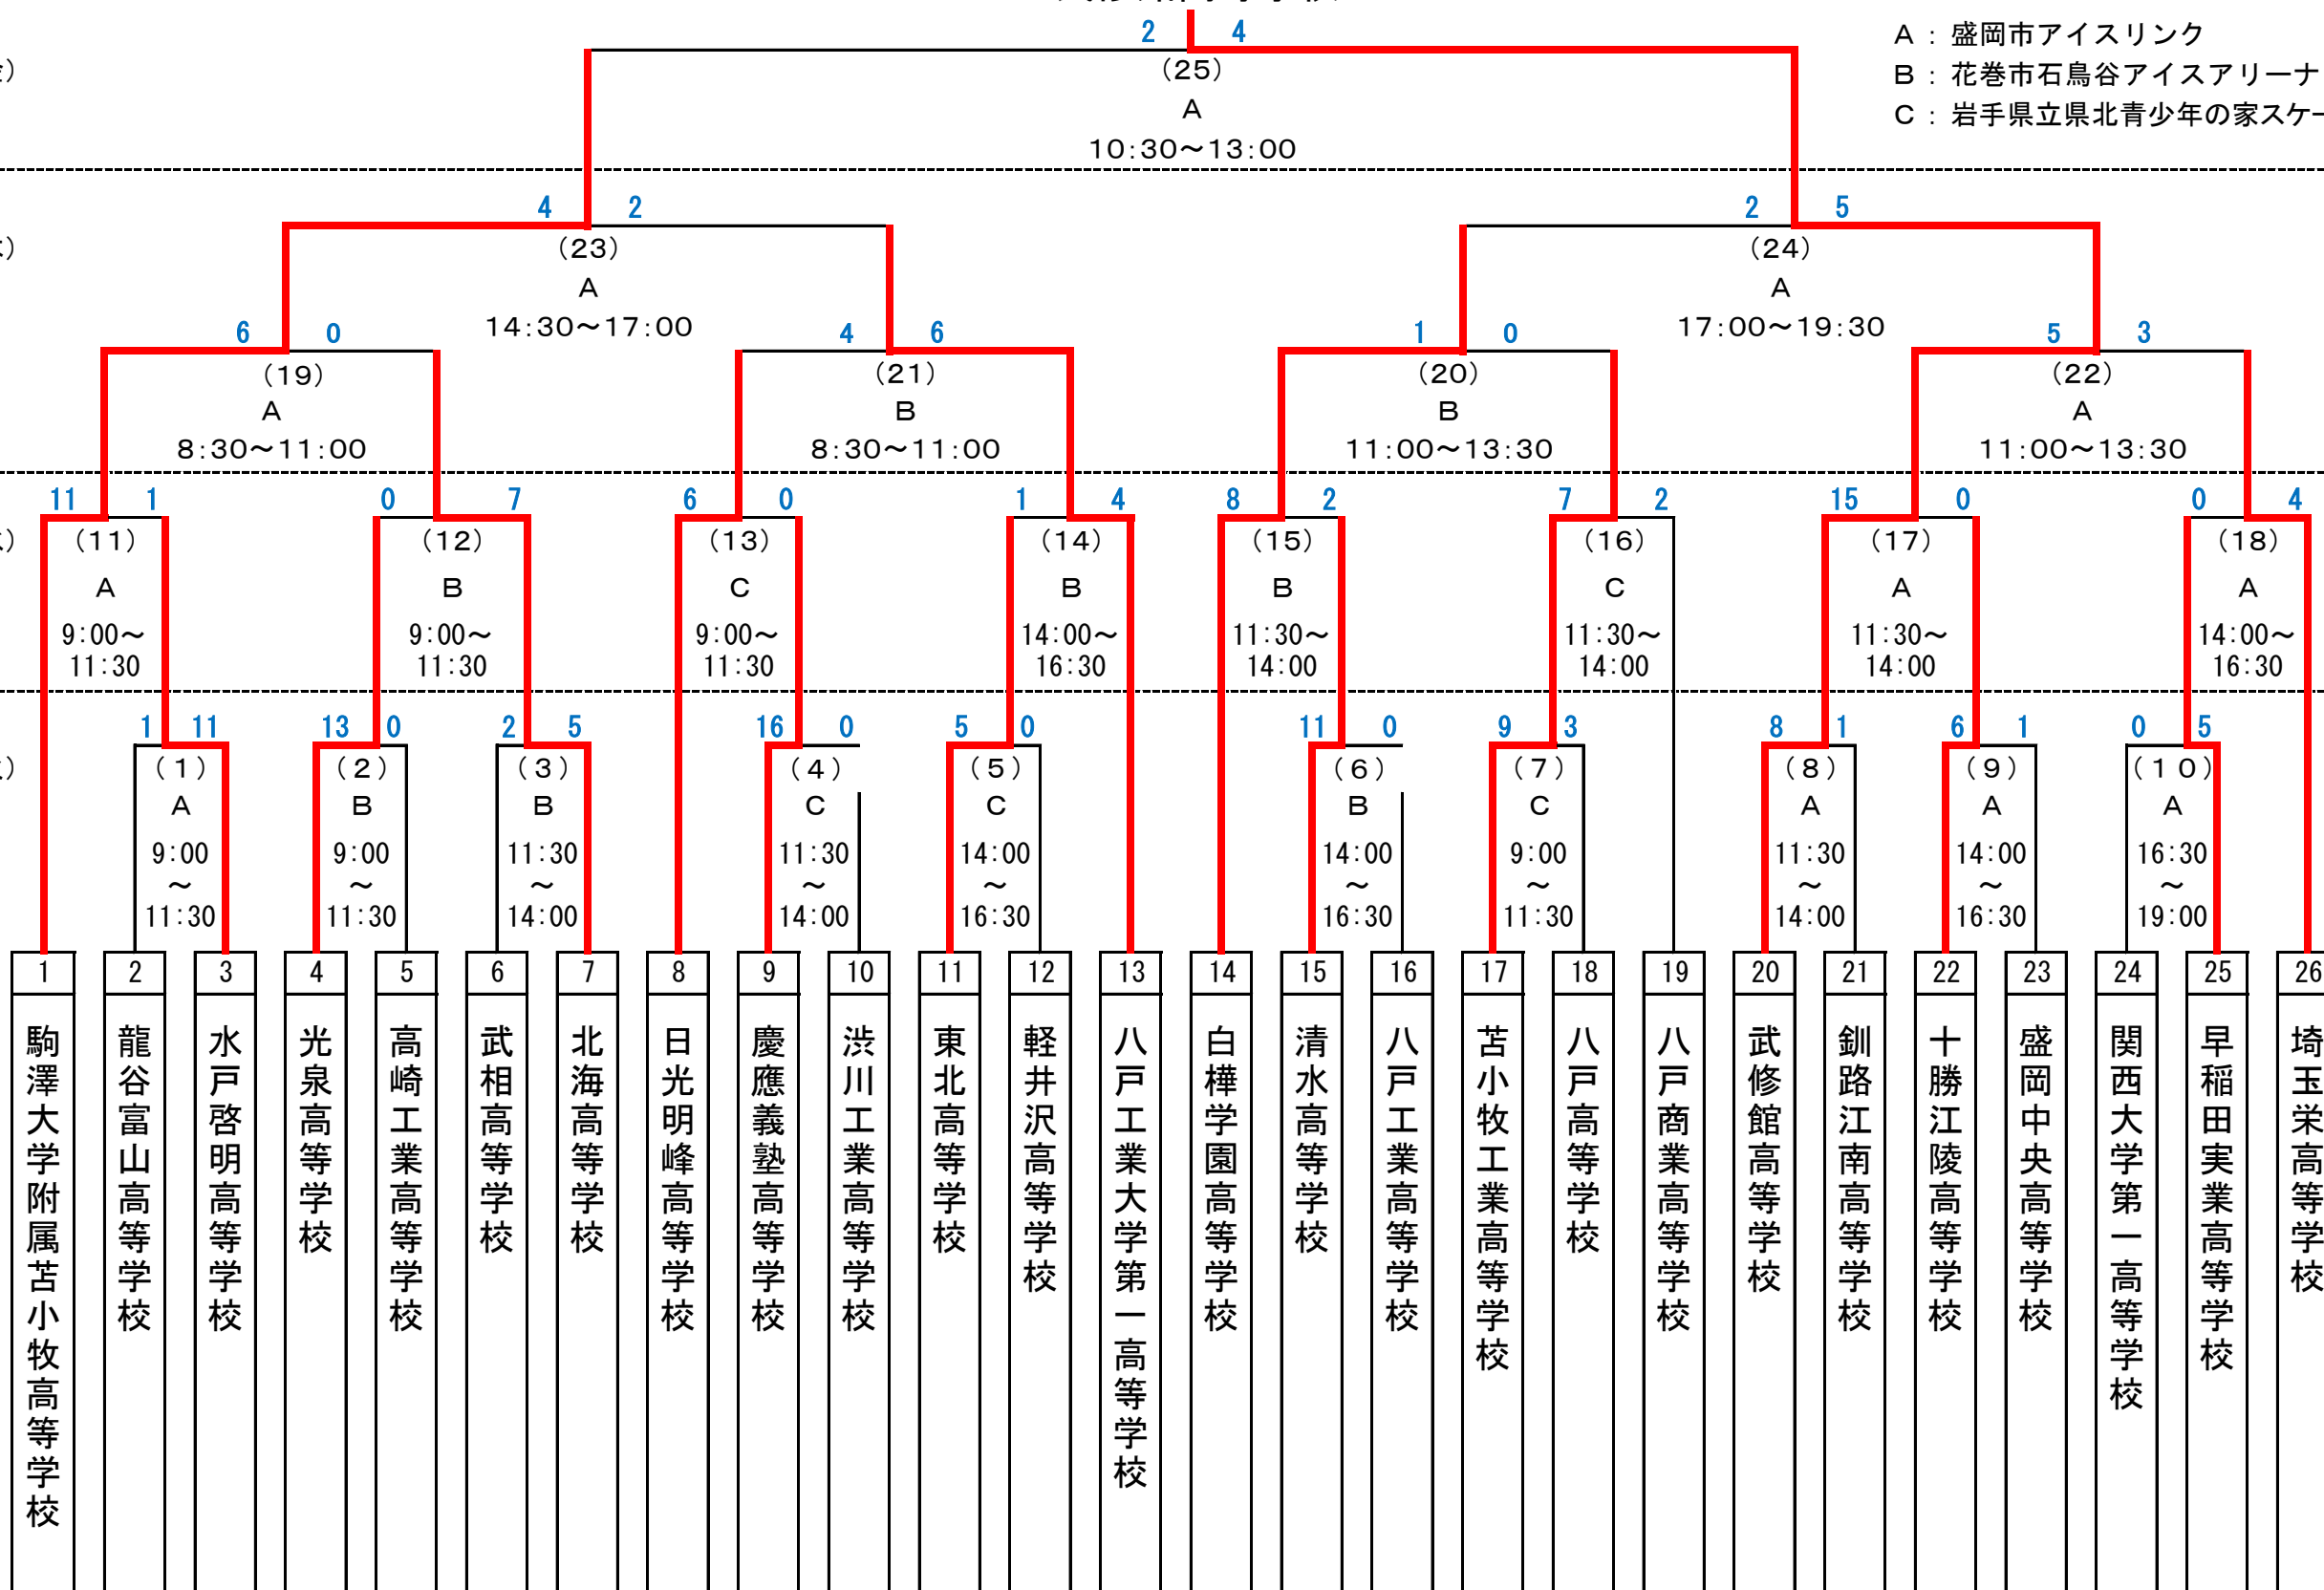 2 4
A : 盛岡市アイスリンク
(25)
B : 花巻市石鳥谷アイスアリーナ
A
C : 岩手県立県北青少年の家スケー
10:30~13:00
4 2 2 5
(23) (24)
A A
14:30~17:00 17:00~19:30
6 0 4 6 1 0 5 3
(19) (21) (20) (22)
A B B A
8:30~11:00 8:30~11:00 11:00~13:30 11:00~13:30
11 1 0 7 6 0 1 4 8 2 7 2 15 0 0 4
(11) (12) (13) (14) (15) (16) (17) (18)
A B C B B C A A
9:00~ 9:00~ 9:00~ 14:00~ 11:30~ 11:30~ 11:30~ 14:00~
11:30 11:30 11:30 16:30 14:00 14:00 14:00 16:30
1 11 13 0 2 5 16 0 5 0 11 0 9 3 8 1 6 1 0 5
(1) (2) (3) (4) (5) (6) (7) (8) (9) (10)
A B B C C B C A A A
9:00 9:00 11:30 11:30 14:00 14:00 9:00 11:30 14:00 16:30
~ ~ ~ ~ ~ ~ ~ ~ ~ ~
11:30 11:30 14:00 14:00 16:30 16:30 11:30 14:00 16:30 19:00
1 2 3 4 5 6 7 8 9 10 11 12 13 14 15 16 17 18 19 20 21 22 23 24 25 26
駒澤大学附属苫小牧高等学校
龍谷富山高等学校
水戸啓明高等学校
光泉高等学校
高崎工業高等学校
武相高等学校
北海高等学校
日光明峰高等学校
慶應義塾高等学校
渋川工業高等学校
東北高等学校
軽井沢高等学校
八戸工業大学第一高等学校
白樺学園高等学校
清水高等学校
八戸工業高等学校
苫小牧工業高等学校
八戸高等学校
八戸商業高等学校
武修館高等学校
釧路江南高等学校
十勝江陵高等学校
盛岡中央高等学校
関西大学第一高等学校
早稲田実業高等学校
埼玉栄高等学校